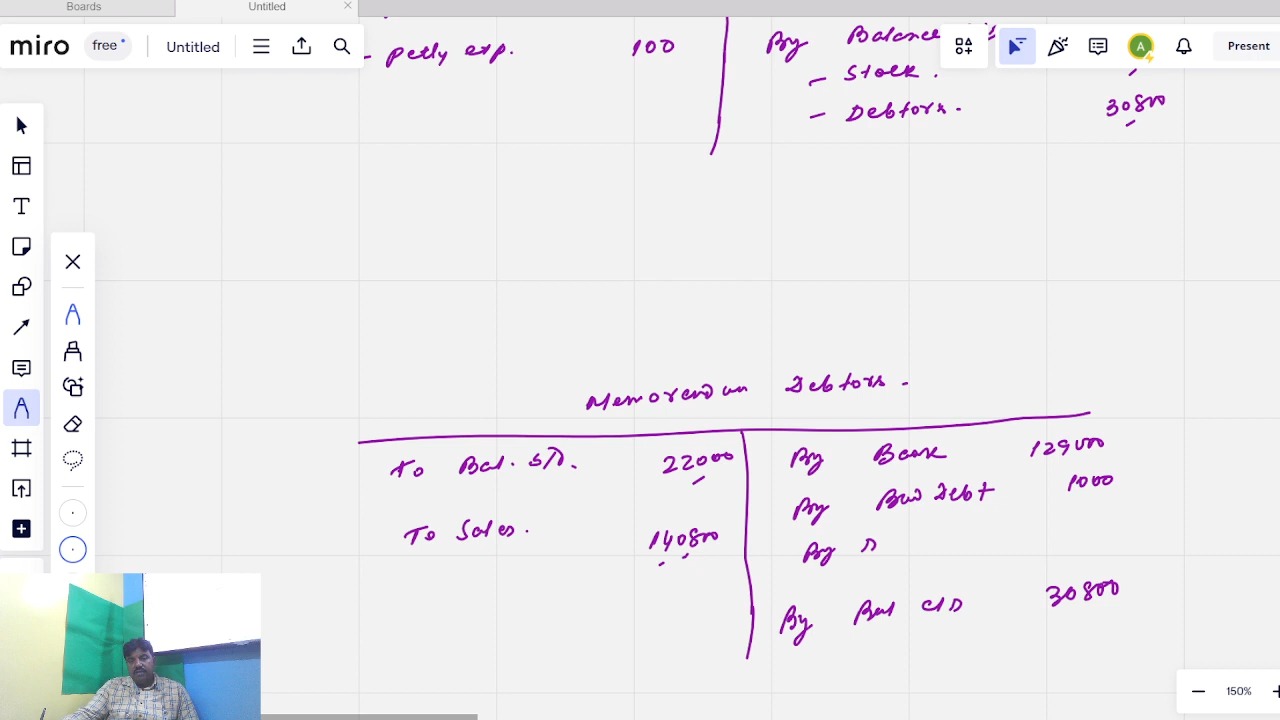 Boards
Untitled
miro free Untitled Present
- petly exp. 100
By Balance
- Stock.
- Debtors. 30800
Memorandum Debtors.
To Bal. b/D. 22000
By Bank 129000
By Bad Debt 1000
To Sales. 140800
By D
By Bal c/D 30800
A
150%